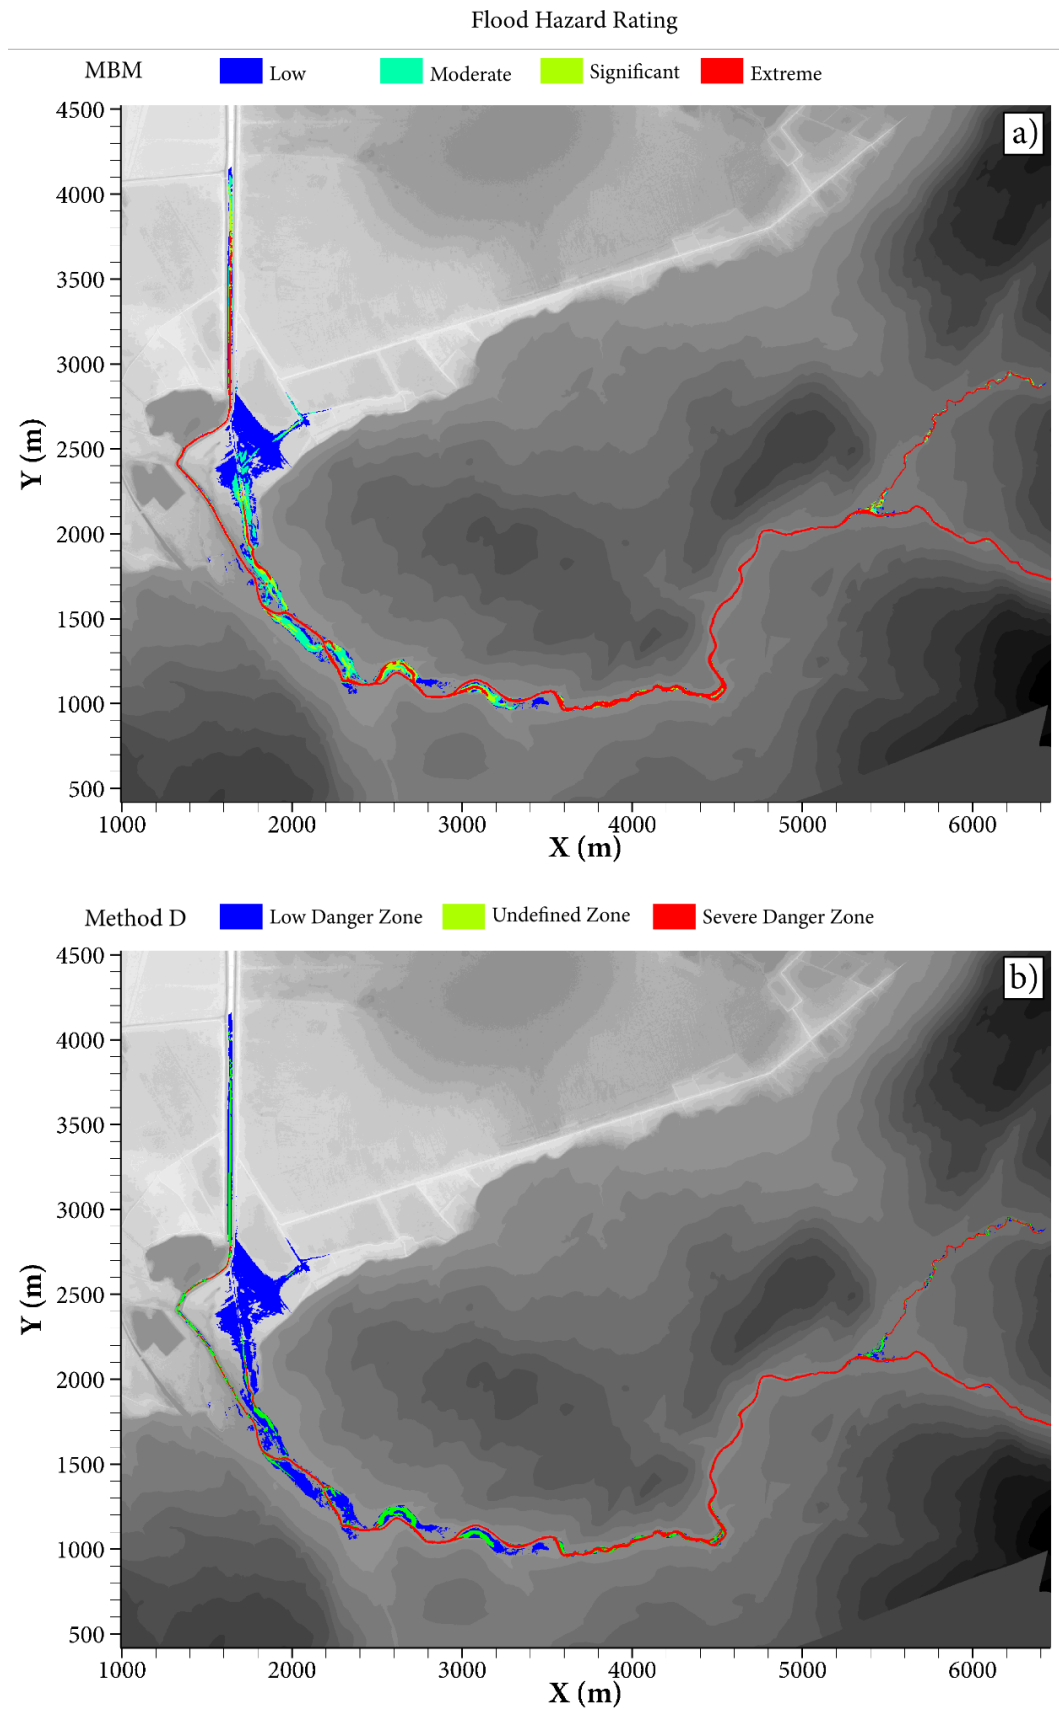 Flood Hazard Rating
MBM Low Moderate Significant Extreme
a)
4500
4000
3500
3000
2500
2000
1500
1000
500
Y (m)
1000 2000 3000 4000 5000 6000
X (m)
Method D Low Danger Zone Undefined Zone Severe Danger Zone
b)
4500
4000
3500
3000
2500
2000
1500
1000
500
Y (m)
1000 2000 3000 4000 5000 6000
X (m)